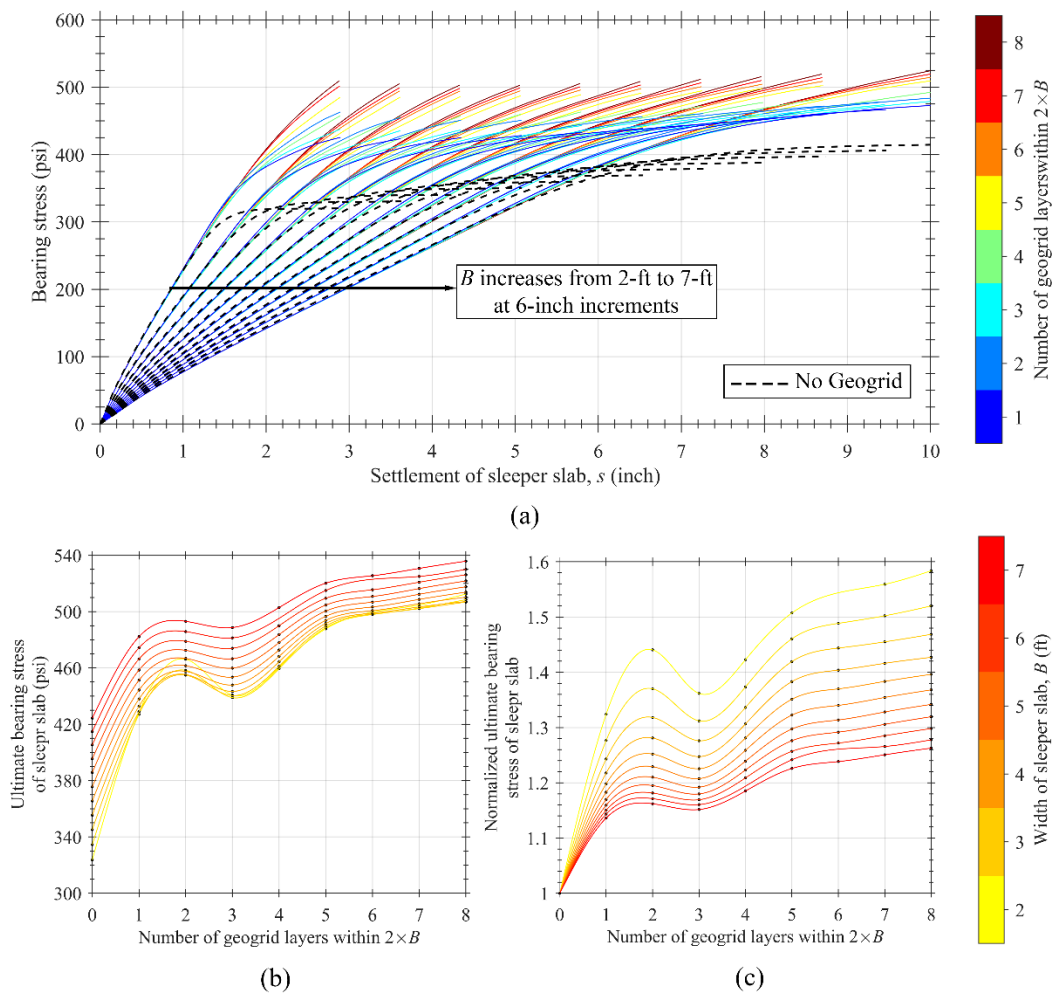 600
500
400
300
200
100
0
Bearing stress (psi)
B increases from 2-ft to 7-ft
at 6-inch increments
No Geogrid
0 1 2 3 4 5 6 7 8 9 10
Settlement of sleeper slab, s (inch)
8
7
6
5
4
3
2
1
Number of geogrid layerswithin 2×B
(a)
540
500
460
420
380
340
300
Ultimate bearing stress
of sleepr slab (psi)
0 1 2 3 4 5 6 7 8
Number of geogrid layers within 2×B
(b)
1.6
1.5
1.4
1.3
1.2
1.1
1
Normalized ultimate bearing
stress of sleepr slab
0 1 2 3 4 5 6 7 8
Number of geogrid layers within 2×B
(c)
7
6
5
4
3
2
Width of sleeper slab, B (ft)